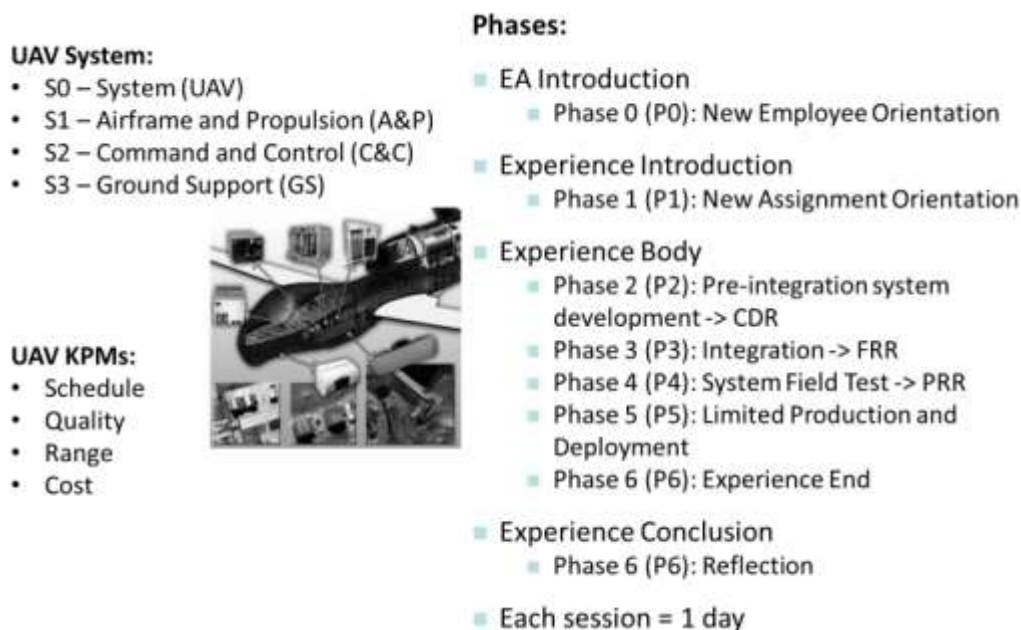 UAV System:
• S0 – System (UAV)
• S1 – Airframe and Propulsion (A&P)
• S2 – Command and Control (C&C)
• S3 – Ground Support (GS)
UAV KPMs:
• Schedule
• Quality
• Range
• Cost
Phases:
EA Introduction
Phase 0 (P0): New Employee Orientation
Experience Introduction
Phase 1 (P1): New Assignment Orientation
Experience Body
Phase 2 (P2): Pre-integration system
development -> CDR
Phase 3 (P3): Integration -> FRR
Phase 4 (P4): System Field Test -> PRR
Phase 5 (P5): Limited Production and
Deployment
Phase 6 (P6): Experience End
Experience Conclusion
Phase 6 (P6): Reflection
Each session = 1 day